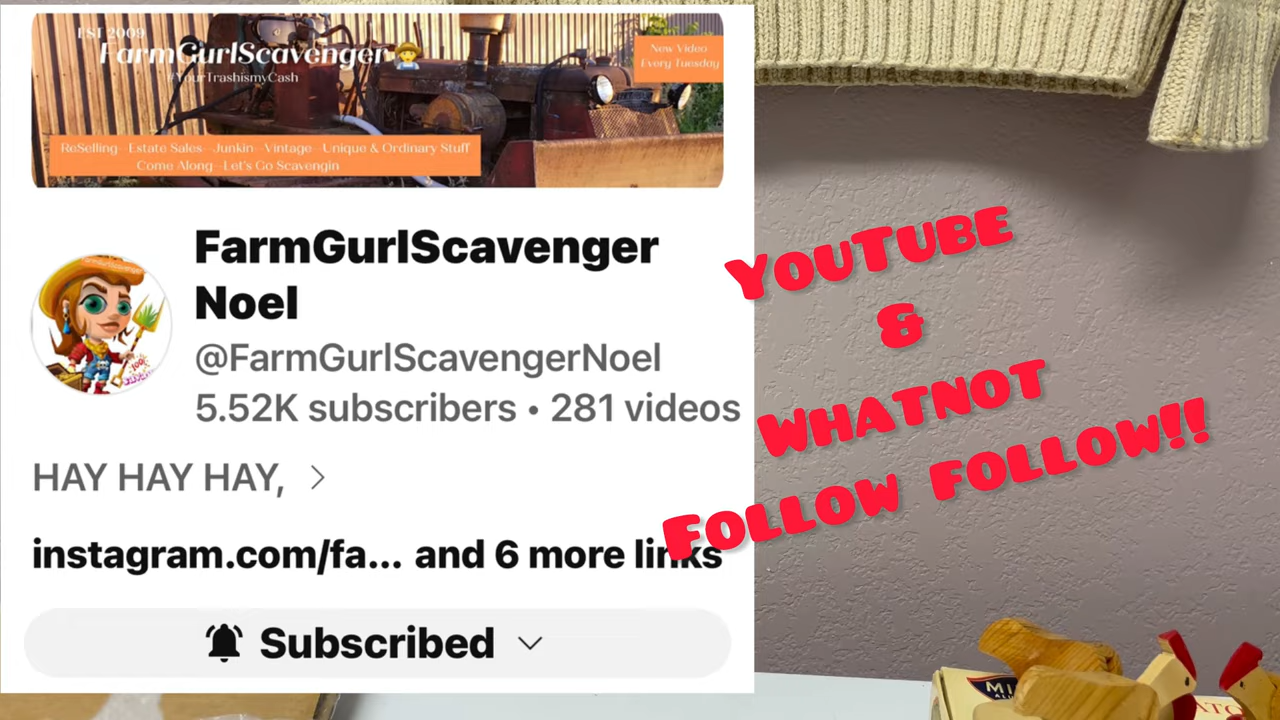 EST 2009
FarmGurlScavenger
#YourTrashismyCash
New Video
Every Tuesday
ReSelling--Estate Sales--Junkin--Vintage--Unique & Ordinary Stuff
Come Along--Let's Go Scavengin
FarmGurlScavenger
Noel
@FarmGurlScavengerNoel
5.52K subscribers • 281 videos
HAY HAY HAY, >
instagram.com/fa... and 6 more links
Subscribed
YouTube
&
Whatnot
Follow Follow!!